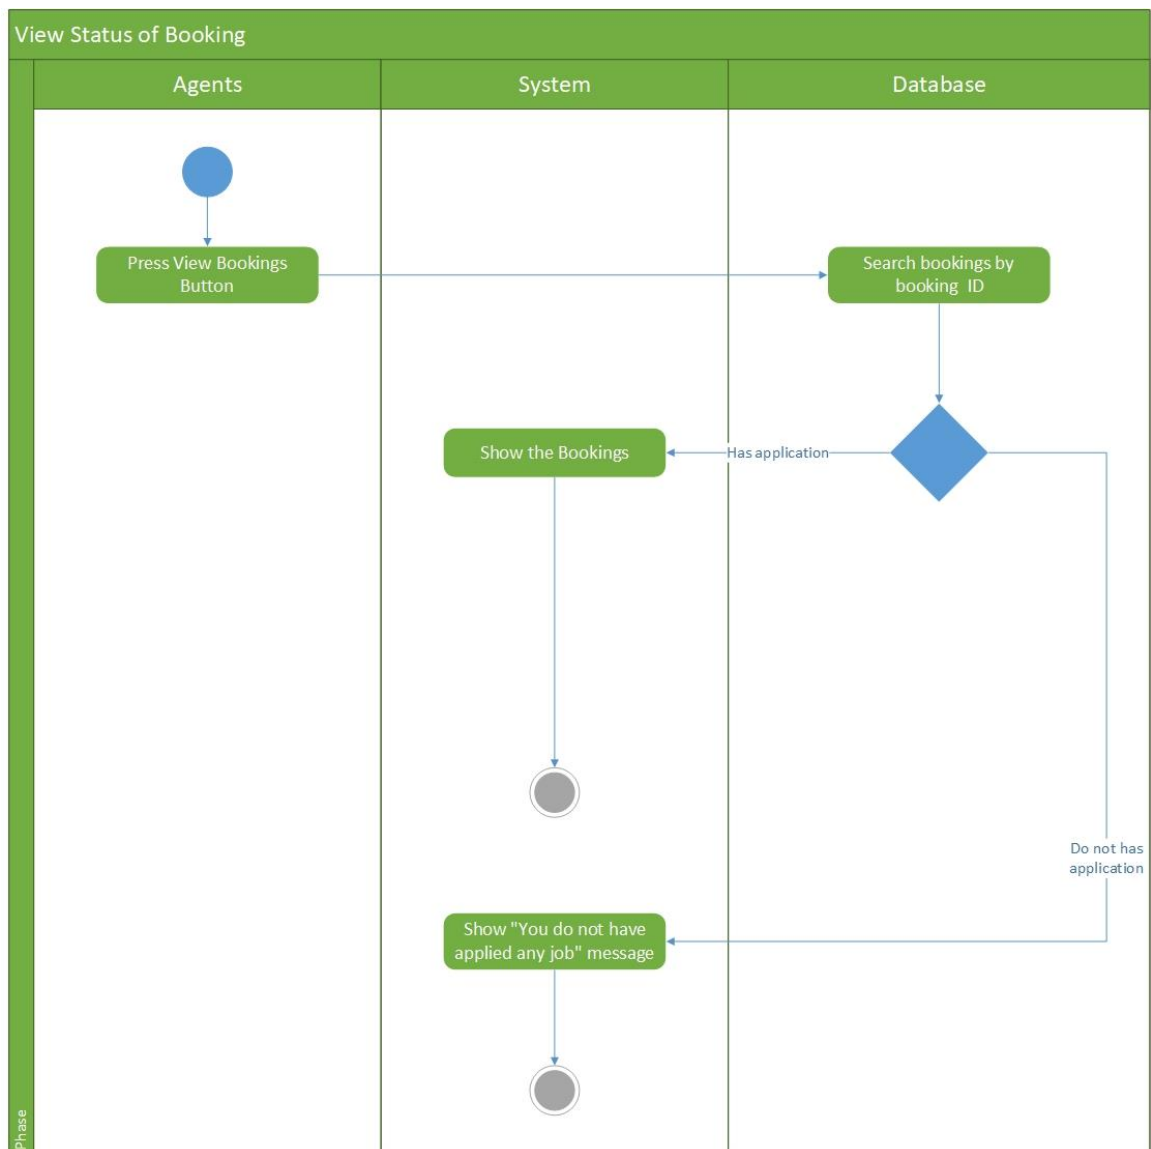 View Status of Booking
Agents
System
Database
Press View Bookings
Button
Search bookings by
booking  ID
Show the Bookings
Has application
Do not has
application
Show "You do not have
applied any job" message
Phase